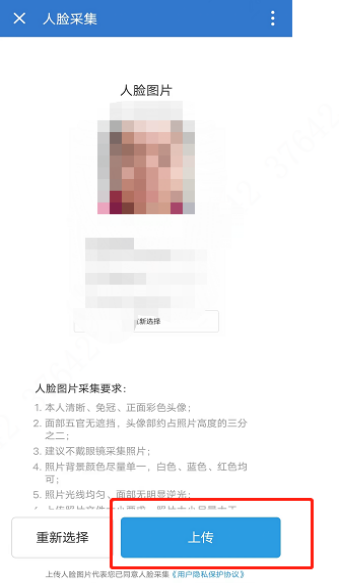 人脸采集
人脸图片
新选择
人脸图片采集要求：
1. 本人清晰、免冠、正面彩色头像；
2. 面部五官无遮挡，头像部约占照片高度的三分
之二；
3. 建议不戴眼镜采集照片；
4. 照片背景颜色尽量单一，白色、蓝色、红色均
可；
5. 照片光线均匀、面部无明显逆光；
重新选择
上传
上传人脸图片代表您已同意人脸采集《用户隐私保护协议》